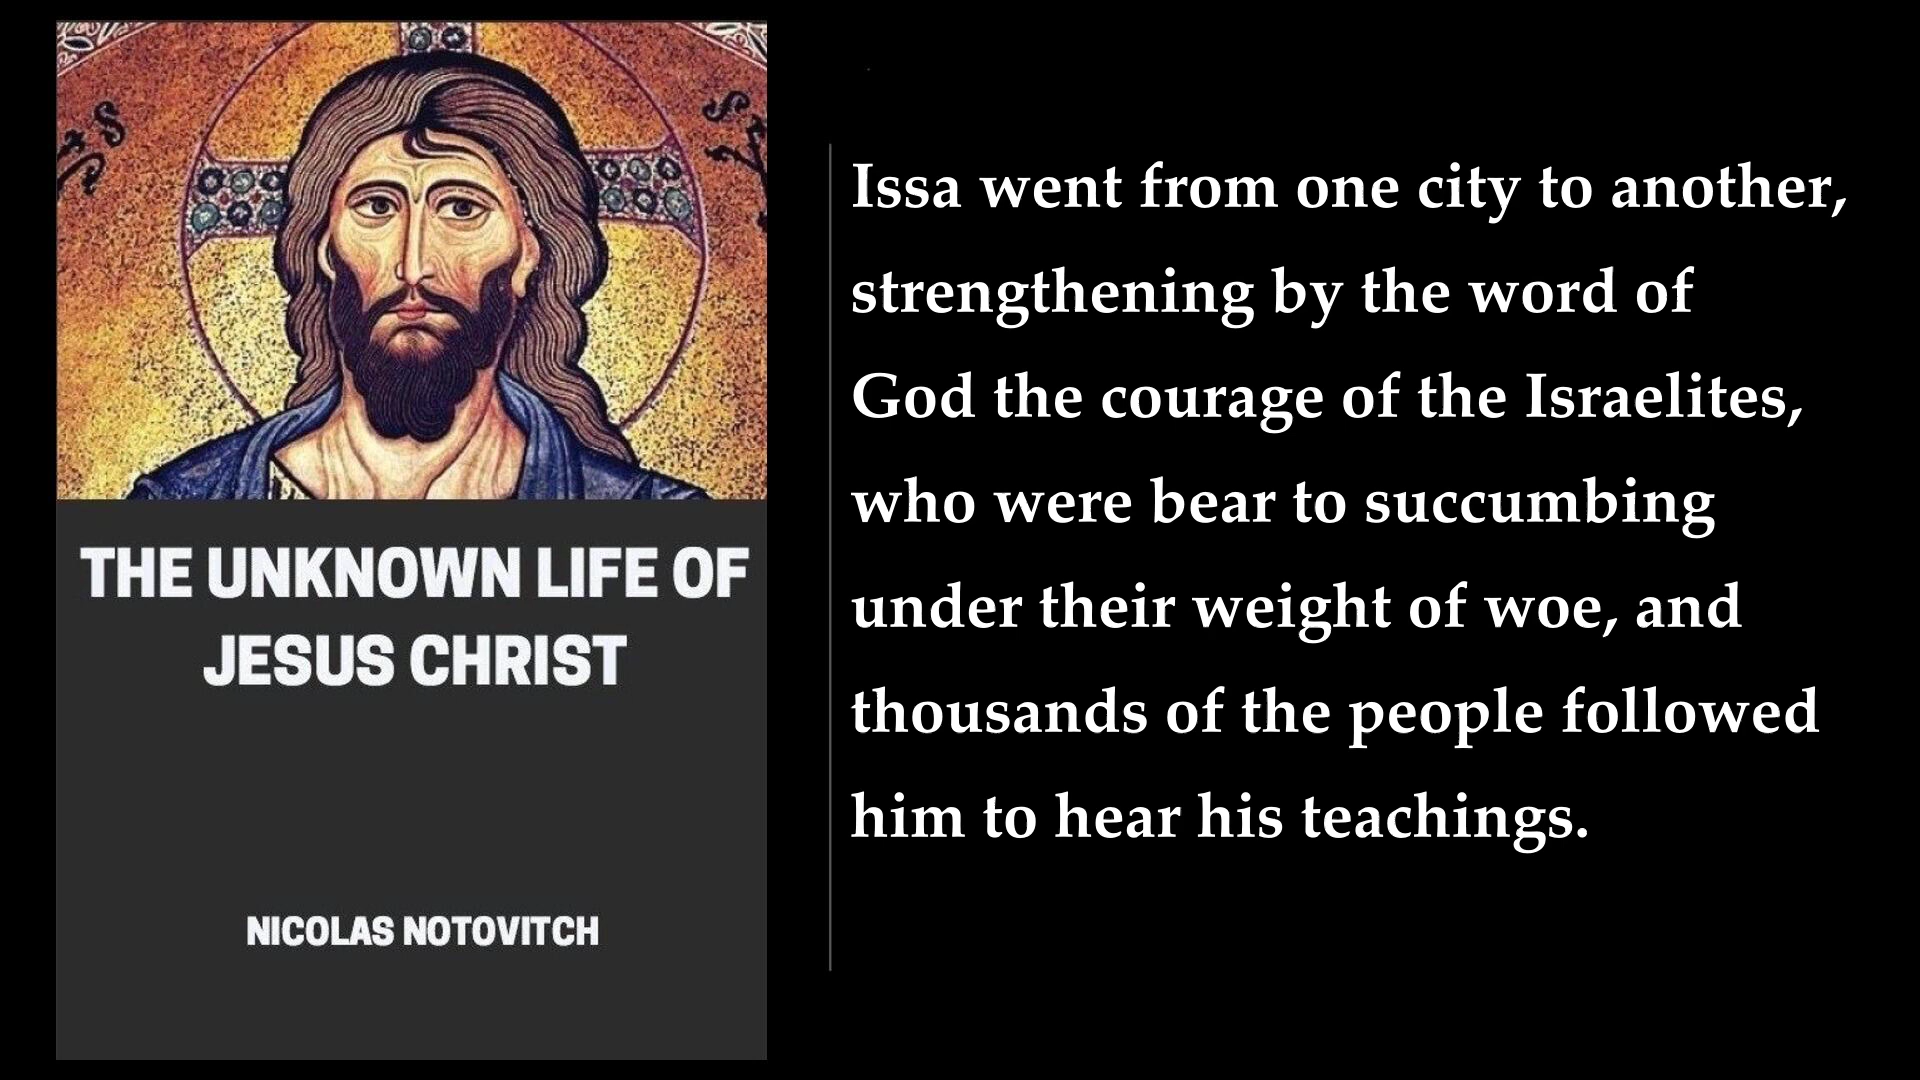 THE UNKNOWN LIFE OF
JESUS CHRIST
NICOLAS NOTOVITCH
Issa went from one city to another,
strengthening by the word of
God the courage of the Israelites,
who were bear to succumbing
under their weight of woe, and
thousands of the people followed
him to hear his teachings.